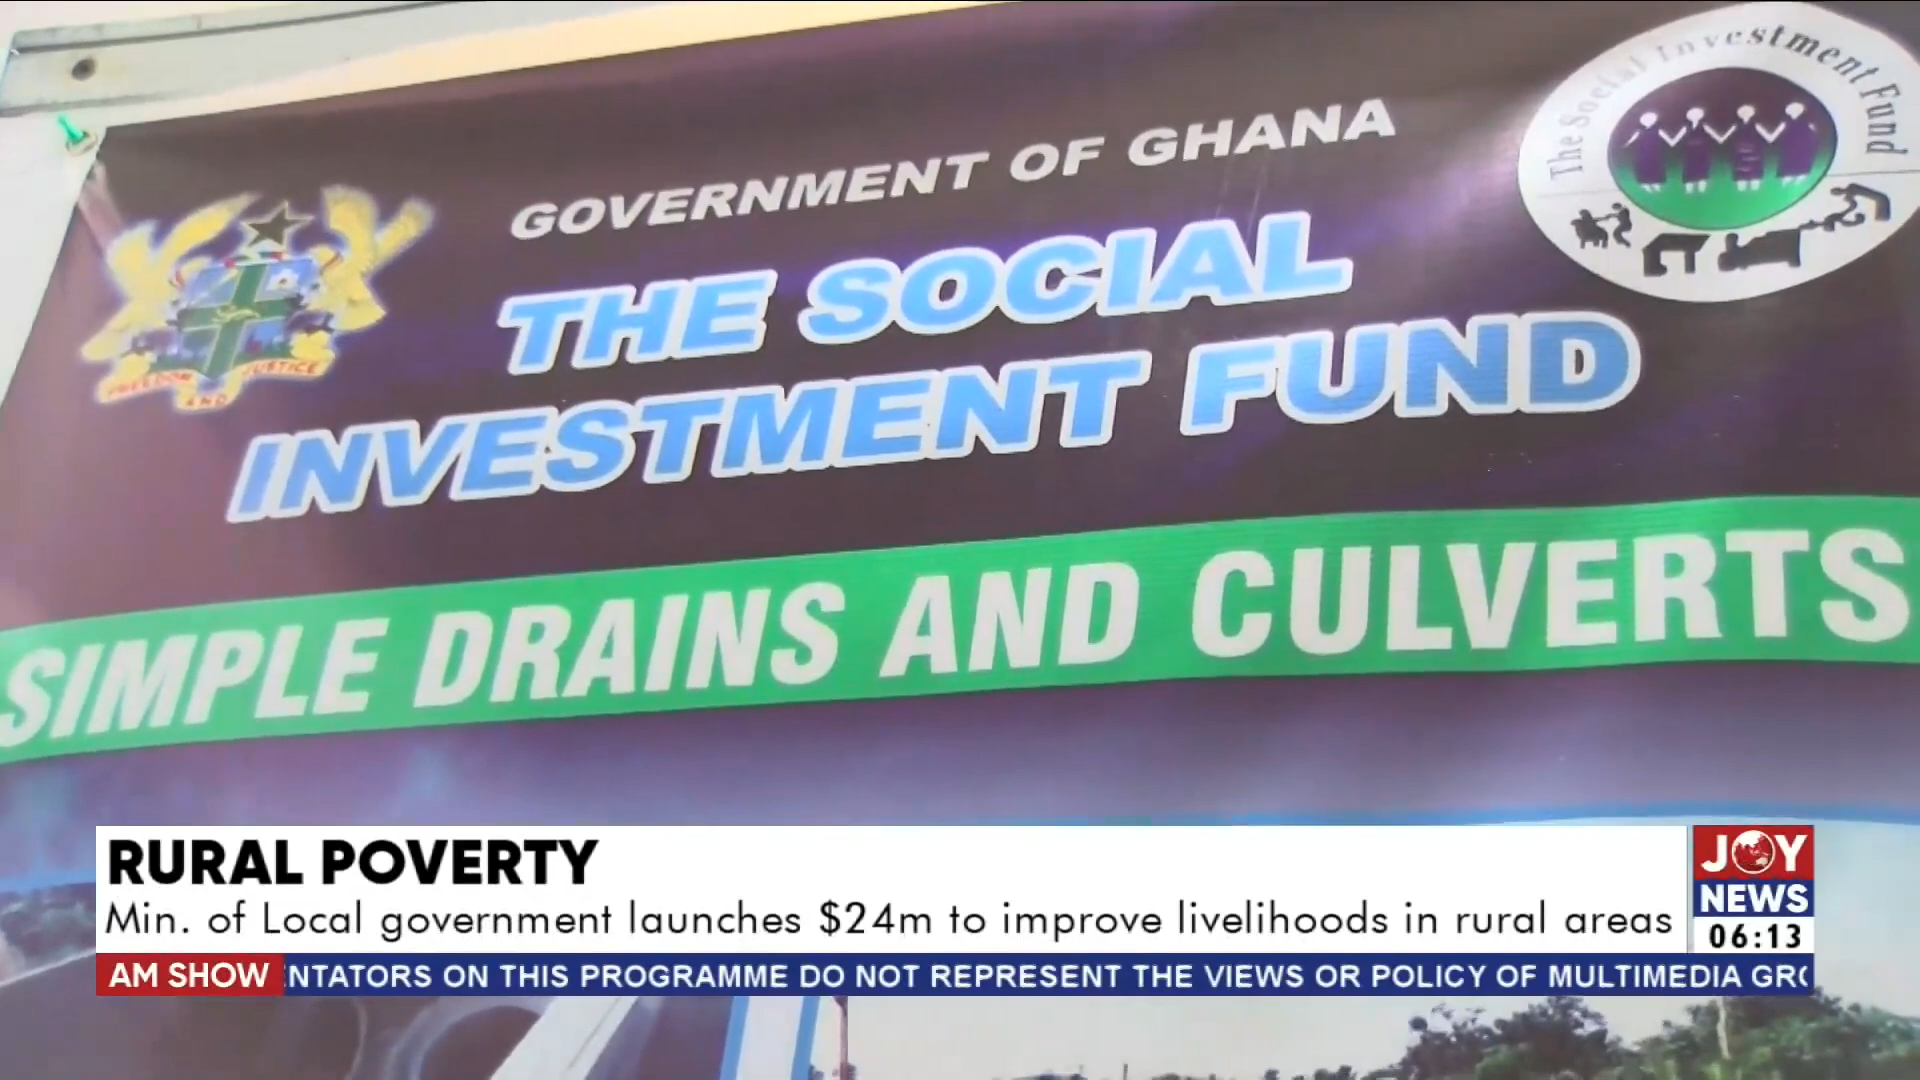 GOVERNMENT OF GHANA
The Social Investment Fund
THE SOCIAL
INVESTMENT FUND
FREEDOM AND JUSTICE
SIMPLE DRAINS AND CULVERTS
RURAL POVERTY
Min. of Local government launches $24m to improve livelihoods in rural areas
JOY
NEWS
06:13
AM SHOW
NTATORS ON THIS PROGRAMME DO NOT REPRESENT THE VIEWS OR POLICY OF MULTIMEDIA GRO